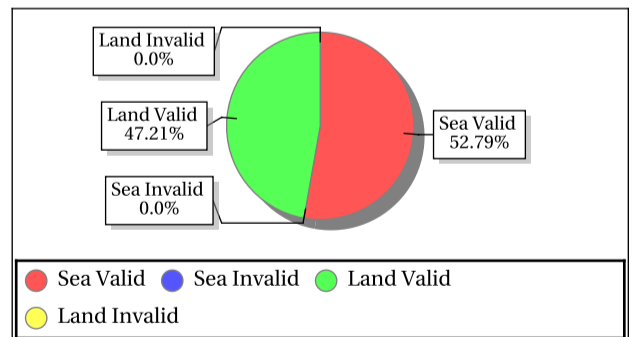 Land Invalid
0.0%
Land Valid
47.21%
Sea Valid
52.79%
Sea Invalid
0.0%
Sea Valid Sea Invalid Land Valid
Land Invalid